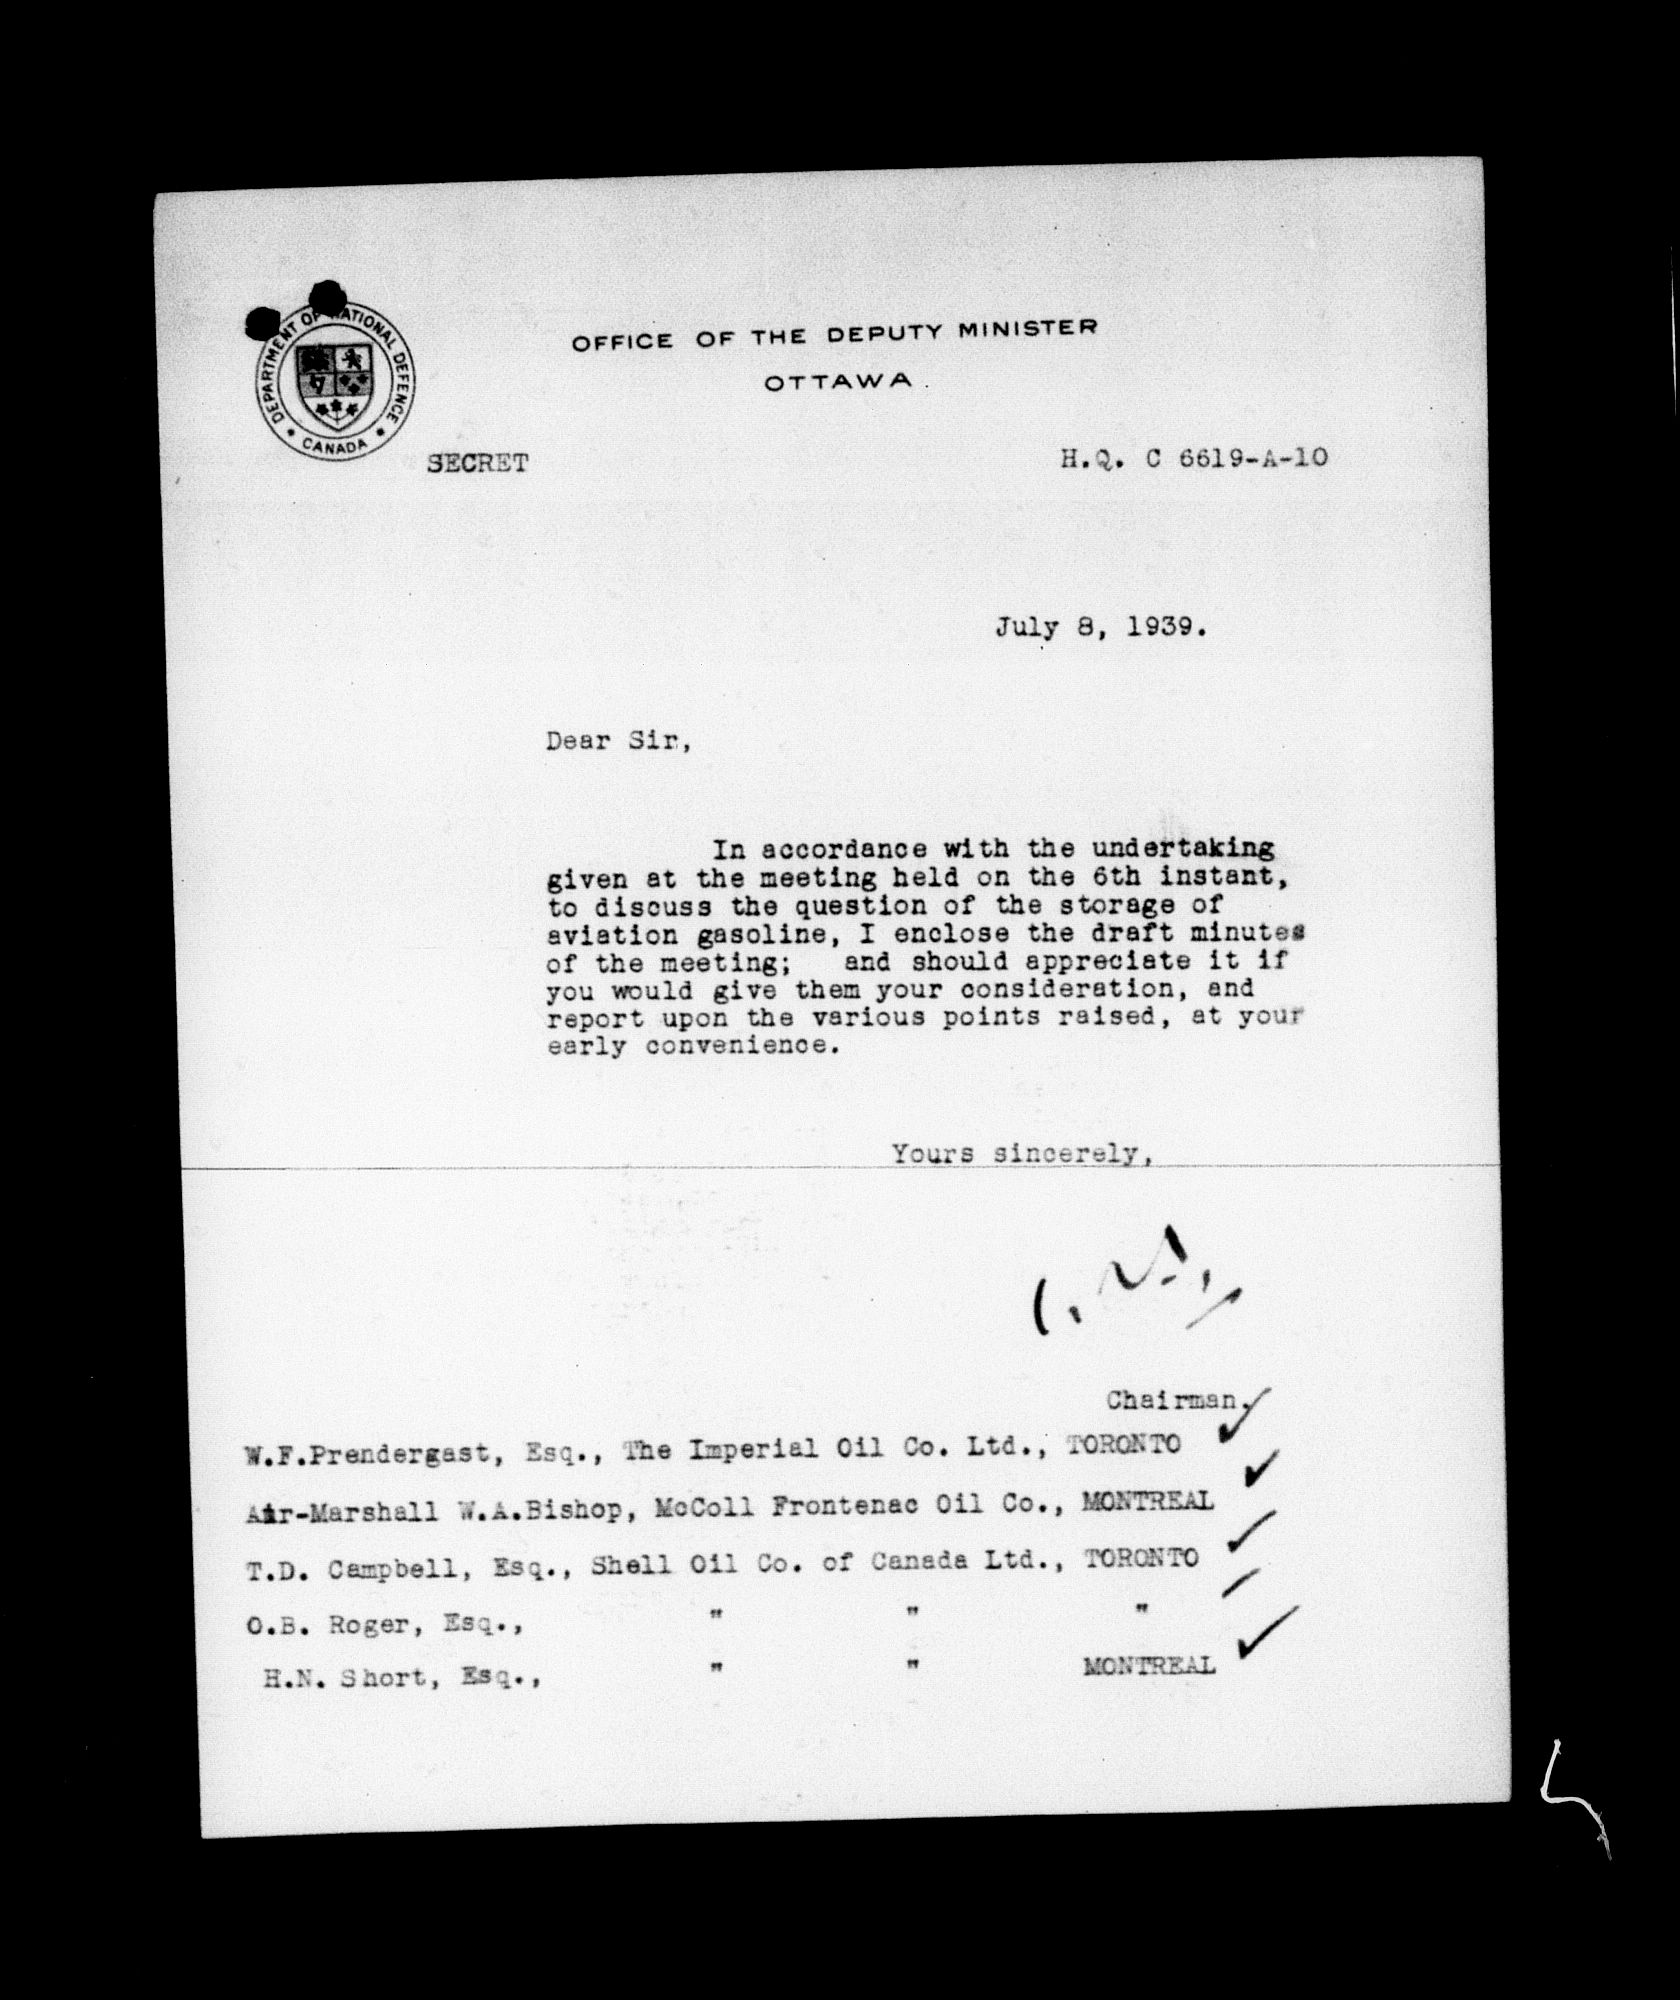 DEPARTMENT OF NATIONAL DEFENCE
CANADA
OFFICE OF THE DEPUTY MINISTER
OTTAWA.
SECRET
H.Q. C 6619-A-10
July 8, 1939.
Dear Sir,
In accordance with the undertaking
given at the meeting held on the 6th instant,
to discuss the question of the storage of
aviation gasoline, I enclose the draft minutes
of the meeting; and should appreciate it if
you would give them your consideration, and
report upon the various points raised, at your
early convenience.
Yours sincerely,
Chairman.
W.F.Prendergast, Esq., The Imperial Oil Co. Ltd., TORONTO
Air-Marshall W.A.Bishop, McColl Frontenac Oil Co., MONTREAL
T.D. Campbell, Esq., Shell Oil Co. of Canada Ltd., TORONTO
O.B. Roger, Esq., " " "
H.N. Short, Esq., " " MONTREAL